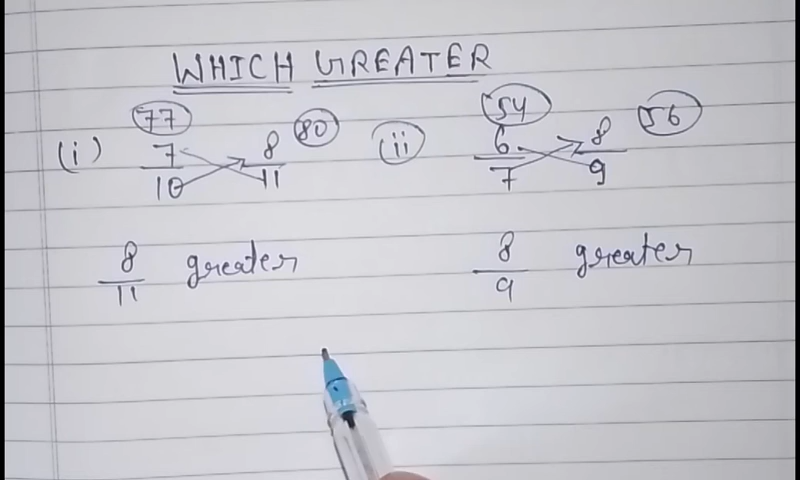 WHICH GREATER
77 80 54 56
(i) 7/10 8/11 (ii) 6/7 8/9
8/11 greater 8/9 greater